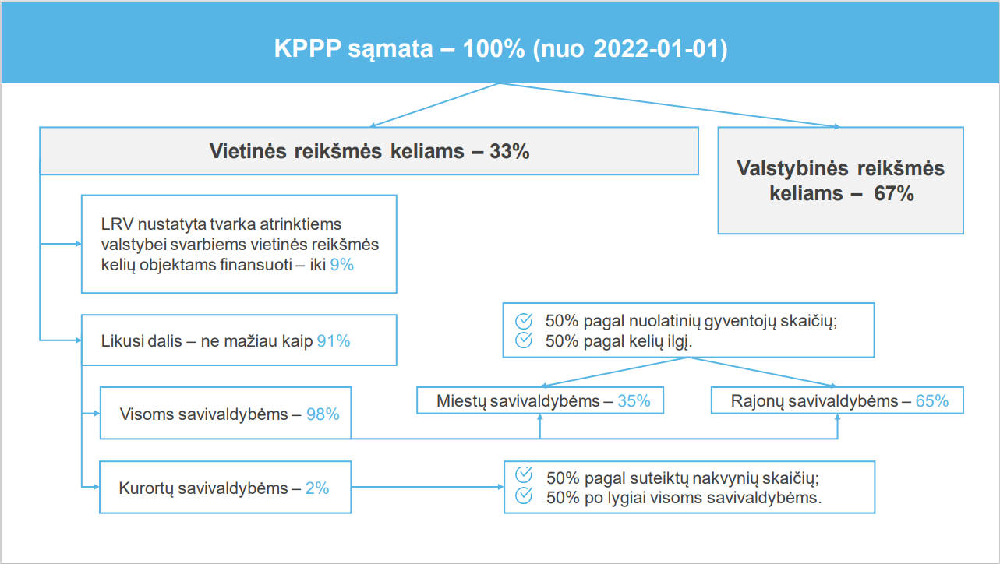 KPPP sąmata – 100% (nuo 2022-01-01)
Vietinės reikšmės keliams – 33%
Valstybinės reikšmės
keliams – 67%
LRV nustatyta tvarka atrinktiems
valstybei svarbiems vietinės reikšmės
kelių objektams finansuoti – iki 9%
Likusi dalis – ne mažiau kaip 91%
50% pagal nuolatinių gyventojų skaičių;
50% pagal kelių ilgį.
Visoms savivaldybėms – 98%
Miestų savivaldybėms – 35%
Rajonų savivaldybėms – 65%
Kurortų savivaldybėms – 2%
50% pagal suteiktų nakvynių skaičių;
50% po lygiai visoms savivaldybėms.